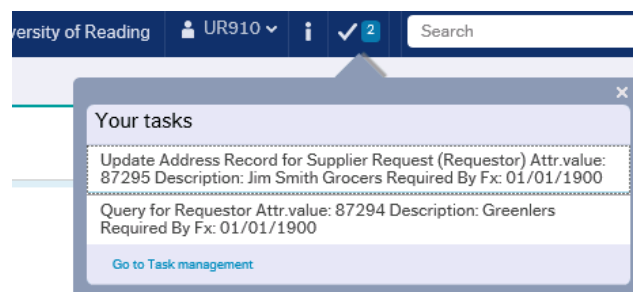 of Reading UR910 i 2 Search
Your tasks
Update Address Record for Supplier Request (Requestor) Attr.value:
87295 Description: Jim Smith Grocers Required By Fx: 01/01/1900
Query for Requestor Attr.value: 87294 Description: Greenlers
Required By Fx: 01/01/1900
Go to Task management